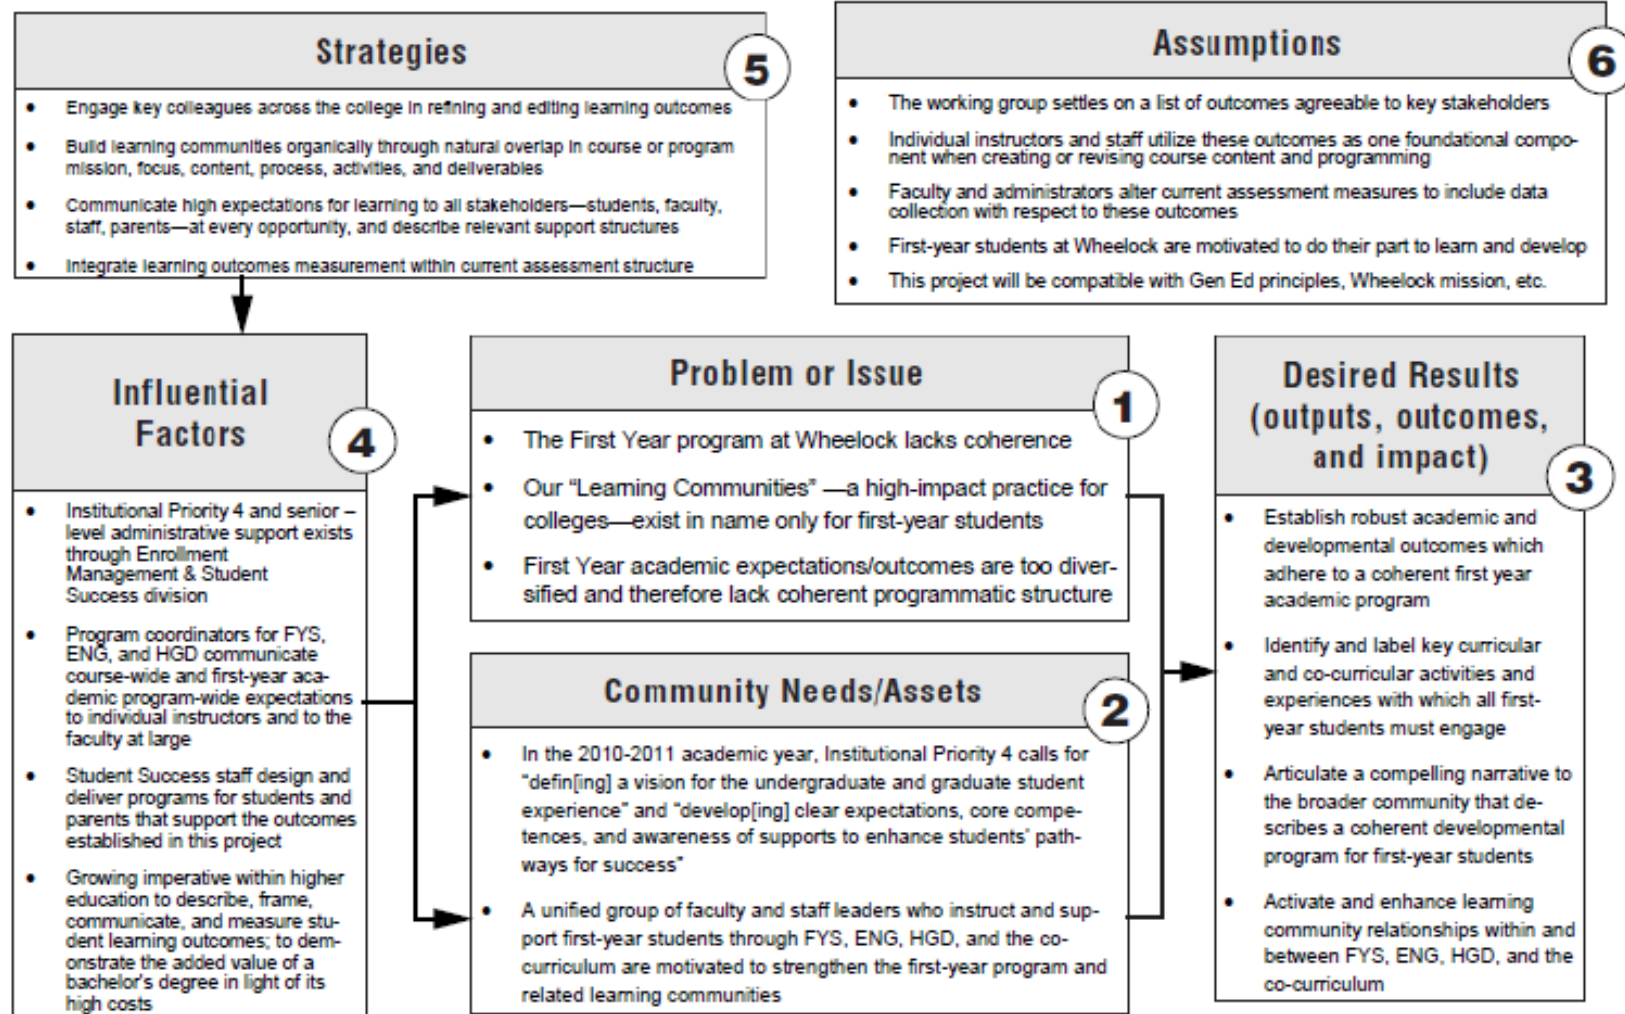 Strategies
5
• Engage key colleagues across the college in refining and editing learning outcomes
• Build learning communities organically through natural overlap in course or program
mission, focus, content, process, activities, and deliverables
• Communicate high expectations for learning to all stakeholders—students, faculty,
staff, parents—at every opportunity, and describe relevant support structures
• Integrate learning outcomes measurement within current assessment structure
Assumptions
6
• The working group settles on a list of outcomes agreeable to key stakeholders
• Individual instructors and staff utilize these outcomes as one foundational compo-
nent when creating or revising course content and programming
• Faculty and administrators alter current assessment measures to include data
collection with respect to these outcomes
• First-year students at Wheelock are motivated to do their part to learn and develop
• This project will be compatible with Gen Ed principles, Wheelock mission, etc.
Influential
Factors
4
• Institutional Priority 4 and senior –
level administrative support exists
through Enrollment
Management & Student
Success division
• Program coordinators for FYS,
ENG, and HGD communicate
course-wide and first-year aca-
demic program-wide expectations
to individual instructors and to the
faculty at large
• Student Success staff design and
deliver programs for students and
parents that support the outcomes
established in this project
• Growing imperative within higher
education to describe, frame,
communicate, and measure stu-
dent learning outcomes; to dem-
onstrate the added value of a
bachelor's degree in light of its
high costs
Problem or Issue
1
• The First Year program at Wheelock lacks coherence
• Our “Learning Communities” —a high-impact practice for
colleges—exist in name only for first-year students
• First Year academic expectations/outcomes are too diver-
sified and therefore lack coherent programmatic structure
Community Needs/Assets
2
• In the 2010-2011 academic year, Institutional Priority 4 calls for
“defin[ing] a vision for the undergraduate and graduate student
experience” and “develop[ing] clear expectations, core compe-
tences, and awareness of supports to enhance students’ path-
ways for success”
• A unified group of faculty and staff leaders who instruct and sup-
port first-year students through FYS, ENG, HGD, and the co-
curriculum are motivated to strengthen the first-year program and
related learning communities
Desired Results
(outputs, outcomes,
and impact)
3
• Establish robust academic and
developmental outcomes which
adhere to a coherent first year
academic program
• Identify and label key curricular
and co-curricular activities and
experiences with which all first-
year students must engage
• Articulate a compelling narrative to
the broader community that de-
scribes a coherent developmental
program for first-year students
• Activate and enhance learning
community relationships within and
between FYS, ENG, HGD, and the
co-curriculum